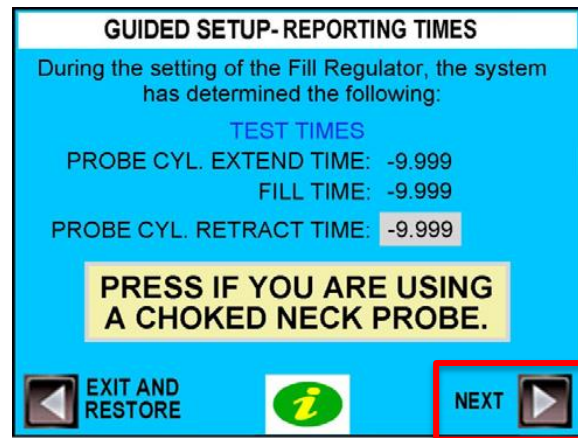 GUIDED SETUP- REPORTING TIMES
During the setting of the Fill Regulator, the system
has determined the following:
TEST TIMES
PROBE CYL. EXTEND TIME: -9.999
FILL TIME: -9.999
PROBE CYL. RETRACT TIME: -9.999
PRESS IF YOU ARE USING
A CHOKED NECK PROBE.
EXIT AND
RESTORE
i
NEXT